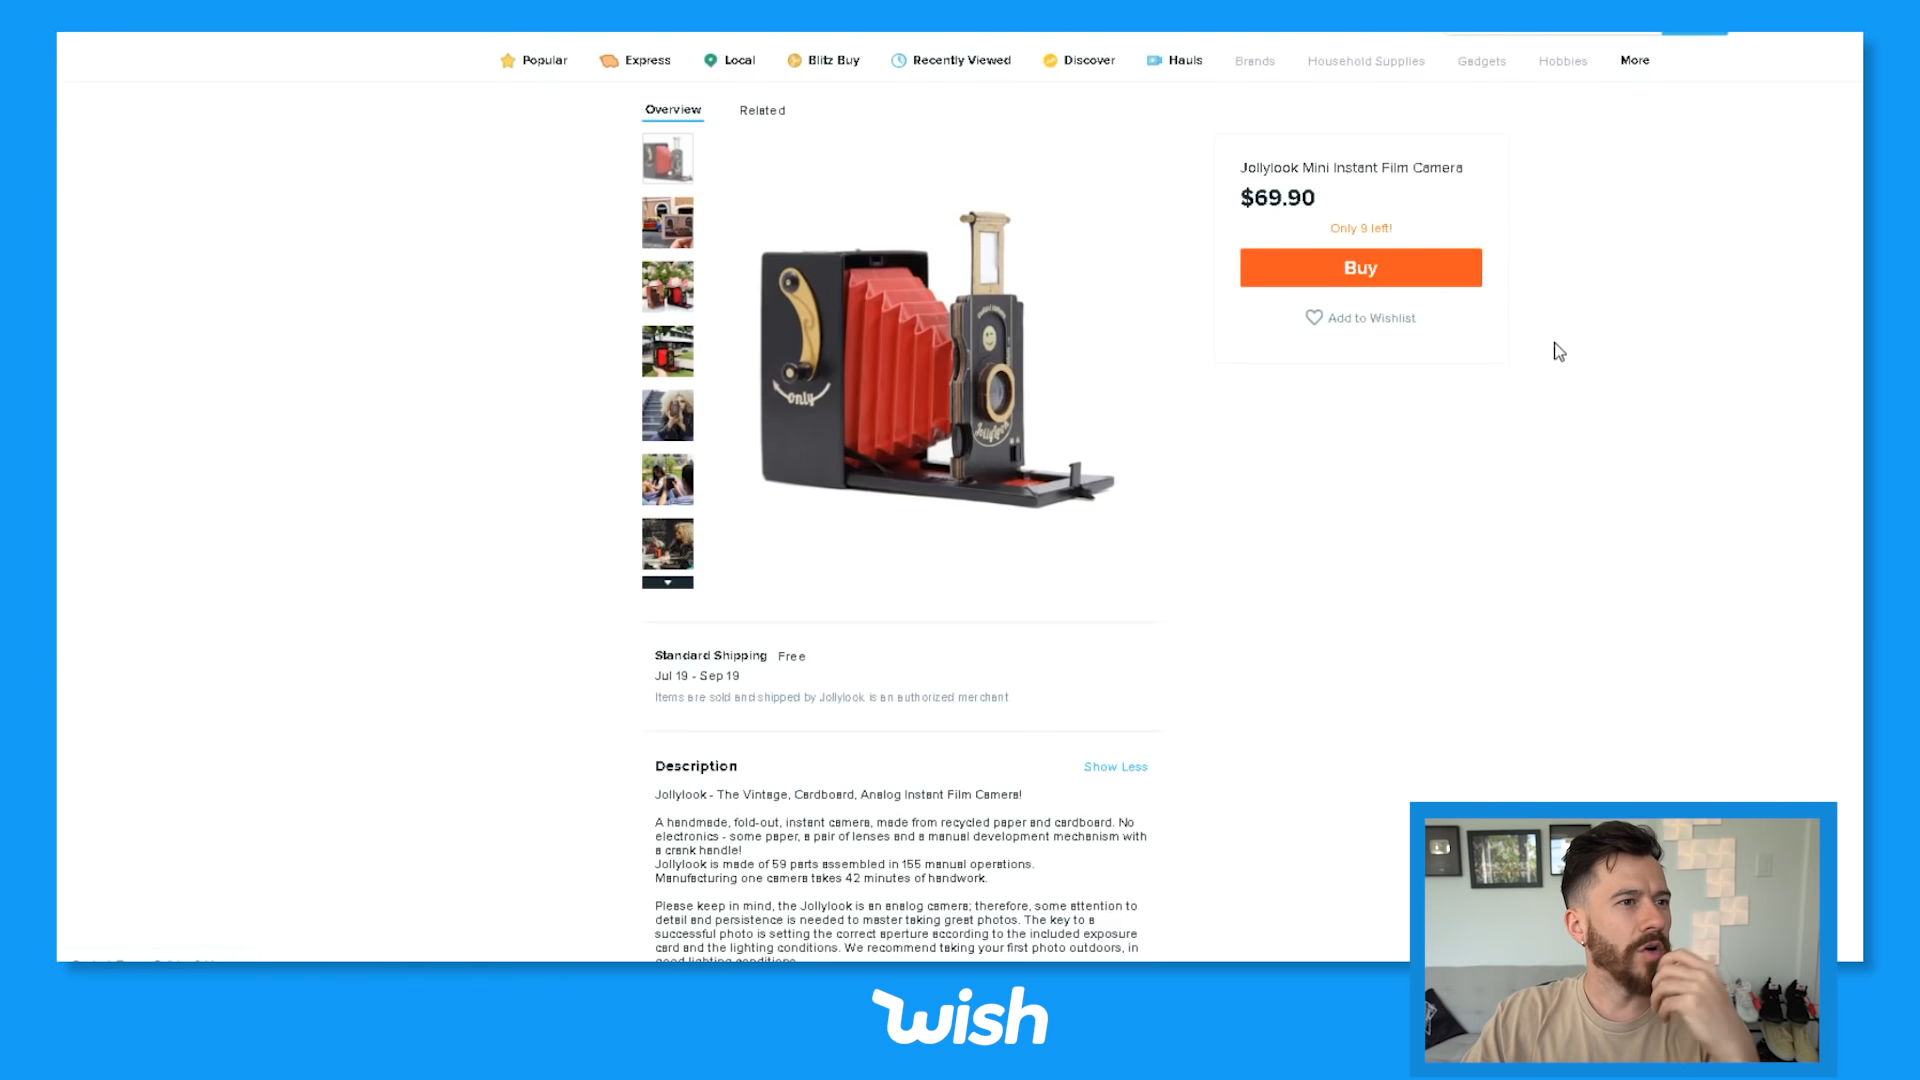 Popular Express Local Blitz Buy Recently Viewed Discover Hauls Brands Household Supplies Gadgets Hobbies More
Overview Related
Jollylook Mini Instant Film Camera
$69.90
Only 9 left!
Buy
Add to Wishlist
only
Jollylook
Standard Shipping Free
Jul 19 - Sep 19
Items are sold and shipped by Jollylook is an authorized merchant
Description Show Less
Jollylook - The Vintage, Cardboard, Analog Instant Film Camera!
A handmade, fold-out, instant camera, made from recycled paper and cardboard. No
electronics - some paper, a pair of lenses and a manual development mechanism with
a crank handle!
Jollylook is made of 59 parts assembled in 155 manual operations.
Manufacturing one camera takes 42 minutes of handwork.
Please keep in mind, the Jollylook is an analog camera; therefore, some attention to
detail and persistence is needed to master taking great photos. The key to a
successful photo is setting the correct aperture according to the included exposure
card and the lighting conditions. We recommend taking your first photo outdoors, in
good lighting conditions
wish